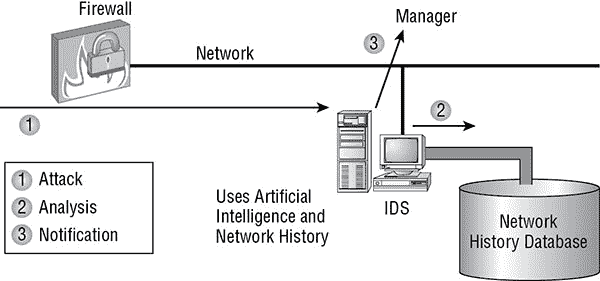 Firewall
Manager
Network
3
2
1
1 Attack
2 Analysis
3 Notification
Uses Artificial
Intelligence and
Network History
IDS
Network
History Database